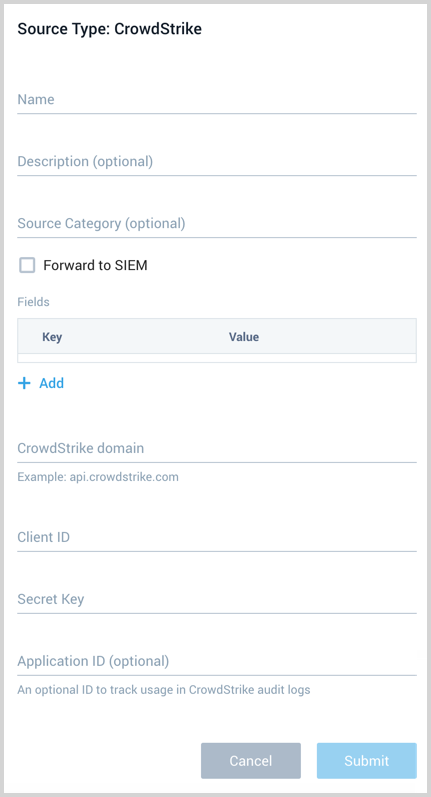 Source Type: CrowdStrike
Name
Description (optional)
Source Category (optional)
Forward to SIEM
Fields
Key Value
+ Add
CrowdStrike domain
Example: api.crowdstrike.com
Client ID
Secret Key
Application ID (optional)
An optional ID to track usage in CrowdStrike audit logs
Cancel Submit